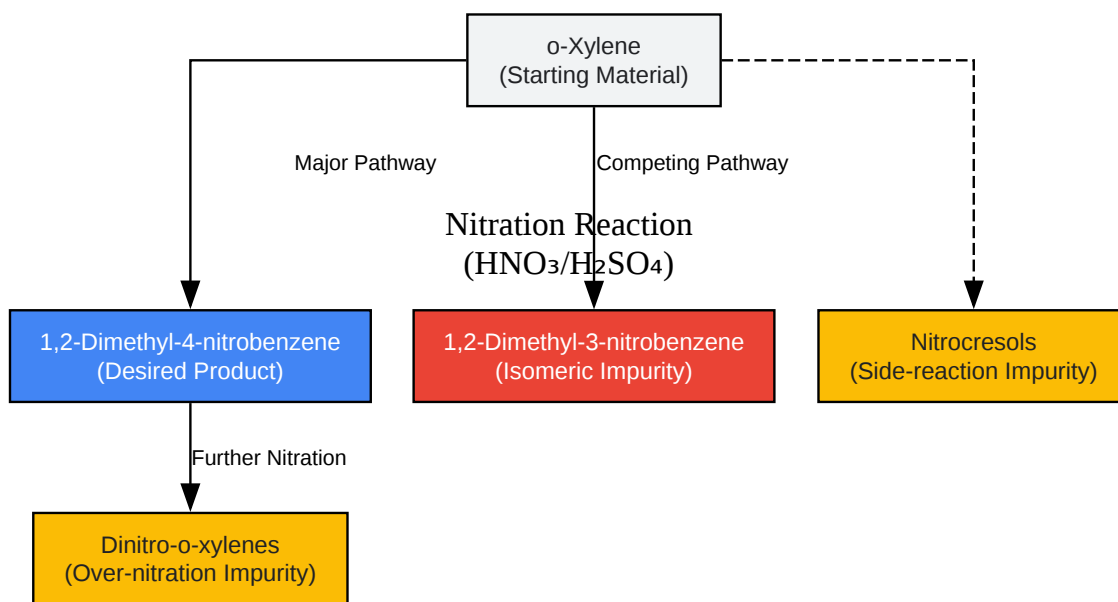 o-Xylene
(Starting Material)
Major Pathway
Competing Pathway
Nitration Reaction
(HNO₃/H₂SO₄)
1,2-Dimethyl-4-nitrobenzene
(Desired Product)
1,2-Dimethyl-3-nitrobenzene
(Isomeric Impurity)
Nitrocresols
(Side-reaction Impurity)
Further Nitration
Dinitro-o-xylenes
(Over-nitration Impurity)